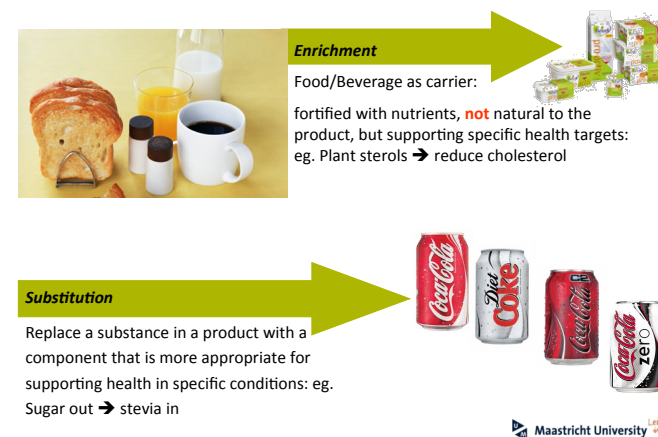 Enrichment
Food/Beverage as carrier:
fortified with nutrients, not natural to the
product, but supporting specific health targets:
eg. Plant sterols ➔ reduce cholesterol
Substitution
Replace a substance in a product with a
component that is more appropriate for
supporting health in specific conditions: eg.
Sugar out ➔ stevia in
Coca-Cola
Diet
Coke
Coca-Cola
C2
Coca-Cola
zero
Maastricht University